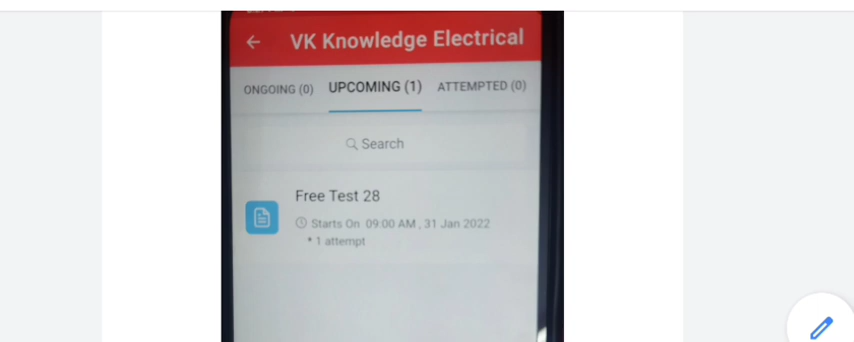 VK Knowledge Electrical
ONGOING (0) UPCOMING (1) ATTEMPTED (0)
Search
Free Test 28
Starts On 09:00 AM , 31 Jan 2022
* 1 attempt